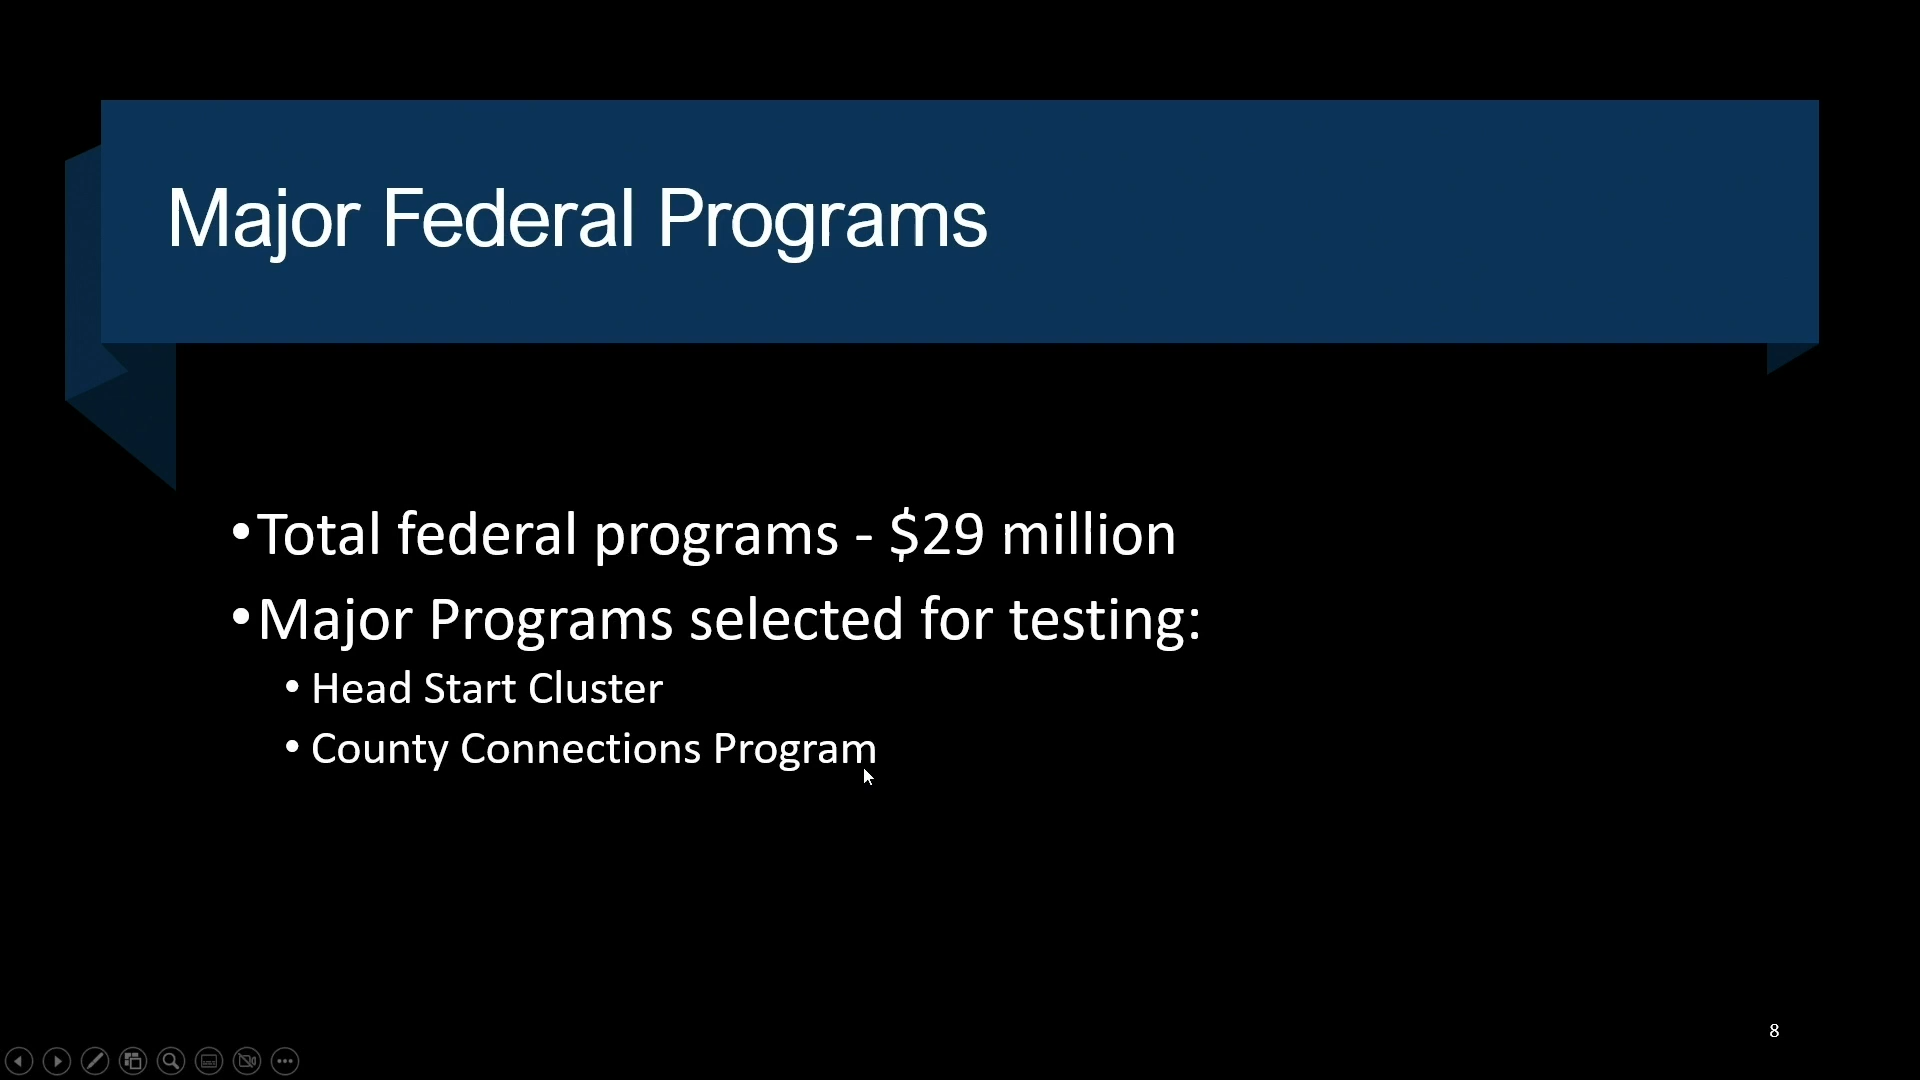 Major Federal Programs
•Total federal programs - $29 million
•Major Programs selected for testing:
• Head Start Cluster
• County Connections Program
8